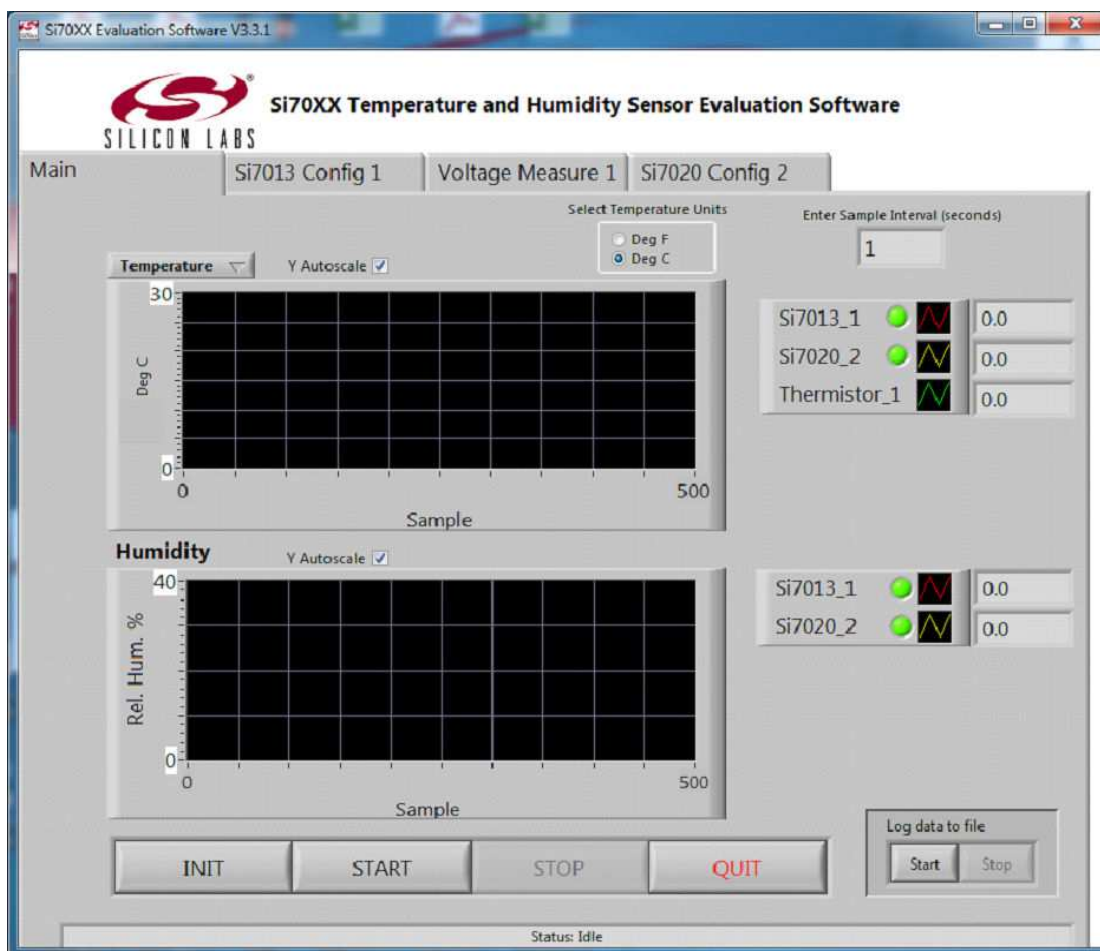 Si70XX Evaluation Software V3.3.1
SILICON LABS
Si70XX Temperature and Humidity Sensor Evaluation Software
Main
Si7013 Config 1
Voltage Measure 1
Si7020 Config 2
Select Temperature Units
Enter Sample Interval (seconds)
Deg F
Deg C
1
Temperature
Y Autoscale
30
Deg C
0
0
500
Sample
Si7013_1
0.0
Si7020_2
0.0
Thermistor_1
0.0
Humidity
Y Autoscale
40
Rel. Hum. %
0
0
500
Sample
Si7013_1
0.0
Si7020_2
0.0
Log data to file
Start
Stop
INIT
START
STOP
QUIT
Status: Idle